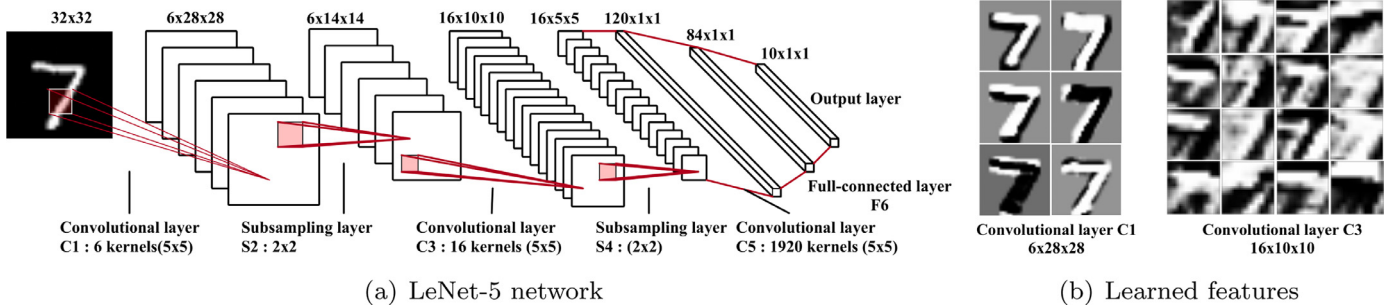 32x32 6x28x28 6x14x14 16x10x10 16x5x5 120x1x1
84x1x1
10x1x1
Output layer
Full-connected layer
F6
Convolutional layer
C1 : 6 kernels(5x5)
Subsampling layer
S2 : 2x2
Convolutional layer
C3 : 16 kernels (5x5)
Subsampling layer
S4 : (2x2)
Convolutional layer
C5 : 1920 kernels (5x5)
(a) LeNet-5 network
Convolutional layer C1
6x28x28
Convolutional layer C3
16x10x10
(b) Learned features